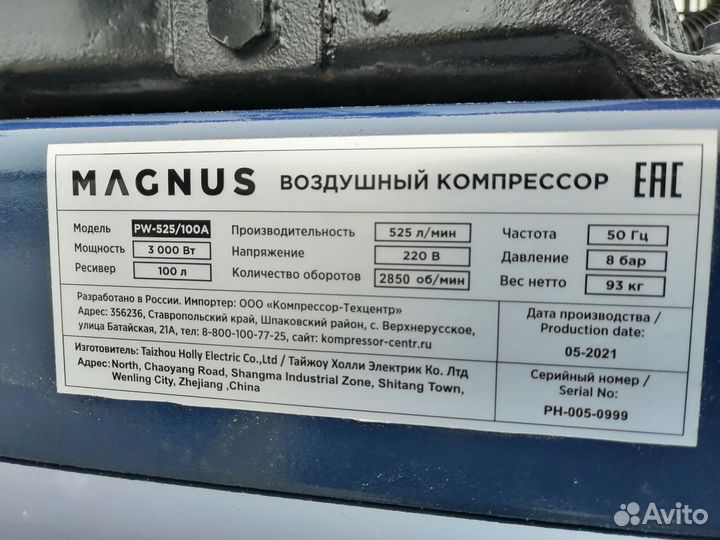 MAGNUS ВОЗДУШНЫЙ КОМПРЕССОР EAC
Модель PW-525/100A Производительность 525 л/мин Частота 50 Гц
Мощность 3 000 Вт Напряжение 220 В Давление 8 бар
Ресивер 100 л Количество оборотов 2850 об/мин Вес нетто 93 кг
Разработано в России. Импортер: ООО «Компрессор-Техцентр»
Адрес: 356236, Ставропольский край, Шпаковский район, с. Верхнерусское,
улица Батайская, 21А, тел: 8-800-100-77-25, сайт: kompressor-centr.ru
Изготовитель: Taizhou Holly Electric Co.,Ltd / Тайжоу Холли Электрик Ко. Лтд
Адрес: North, Chaoyang Road, Shangma Industrial Zone, Shitang Town,
Wenling City, Zhejiang ,China
Дата производства /
Production date:
05-2021
Серийный номер /
Serial No:
PH-005-0999
Avito